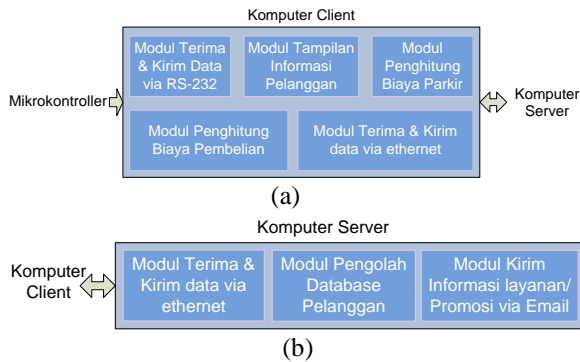 Komputer Client
Modul Terima
& Kirim Data
via RS-232
Modul Tampilan
Informasi
Pelanggan
Modul
Penghitung
Biaya Parkir
Mikrokontroller
Komputer
Server
Modul Penghitung
Biaya Pembelian
Modul Terima & Kirim
data via ethernet
(a)
Komputer Server
Komputer
Client
Modul Terima &
Kirim data via
ethernet
Modul Pengolah
Database
Pelanggan
Modul Kirim
Informasi layanan/
Promosi via Email
(b)